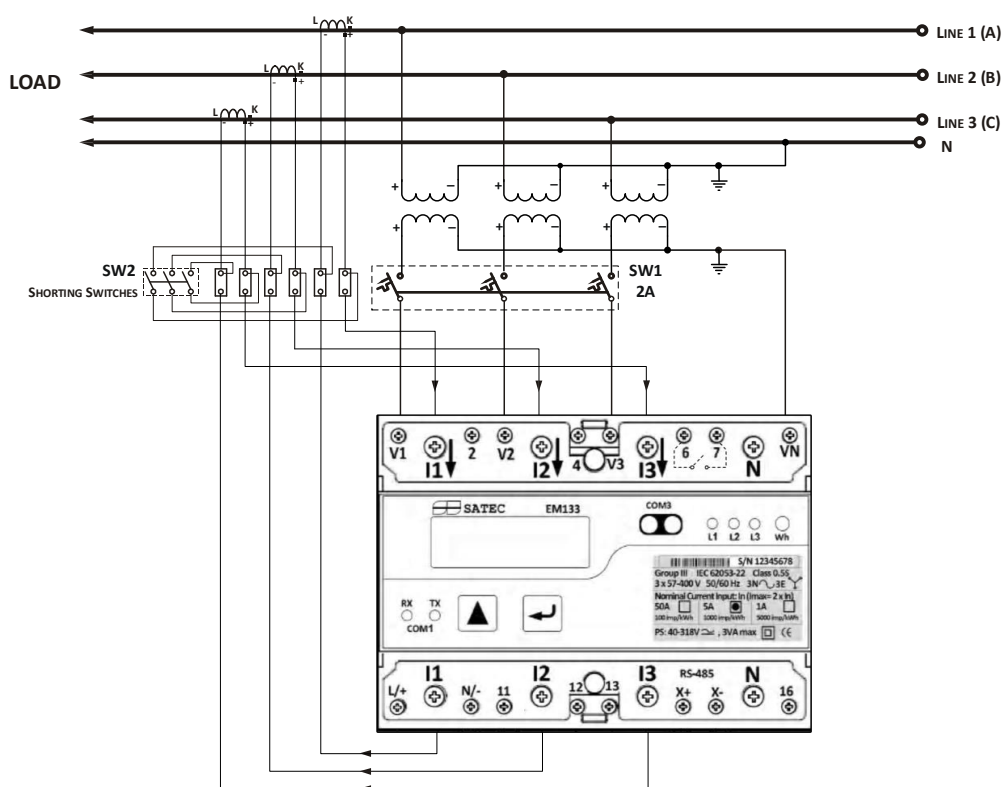 L K
- +
LINE 1 (A)
L K
- +
LINE 2 (B)
LOAD
L K
- +
LINE 3 (C)
N
+ - + - + -
+ - + - + -
SW2
SHORTING SWITCHES
SW1
2A
V1 I1 2 V2 I2 4 V3 I3 6 7 N VN
SATEC EM133
COM3
L1 L2 L3 Wh
S/N 12345678
Group III IEC 62053-22 Class 0.5S
3 x 57-400 V 50/60 Hz 3N 3E
Nominal Current Input: In (Imax= 2 x In)
50A 5A 1A
100 imp/kWh 1000 imp/kWh 5000 imp/kWh
PS: 40-318V , 3VA max CE
RX TX
COM1
I1 I2 I3 RS-485 N
L/+ N/- 11 12 13 X+ X- 16